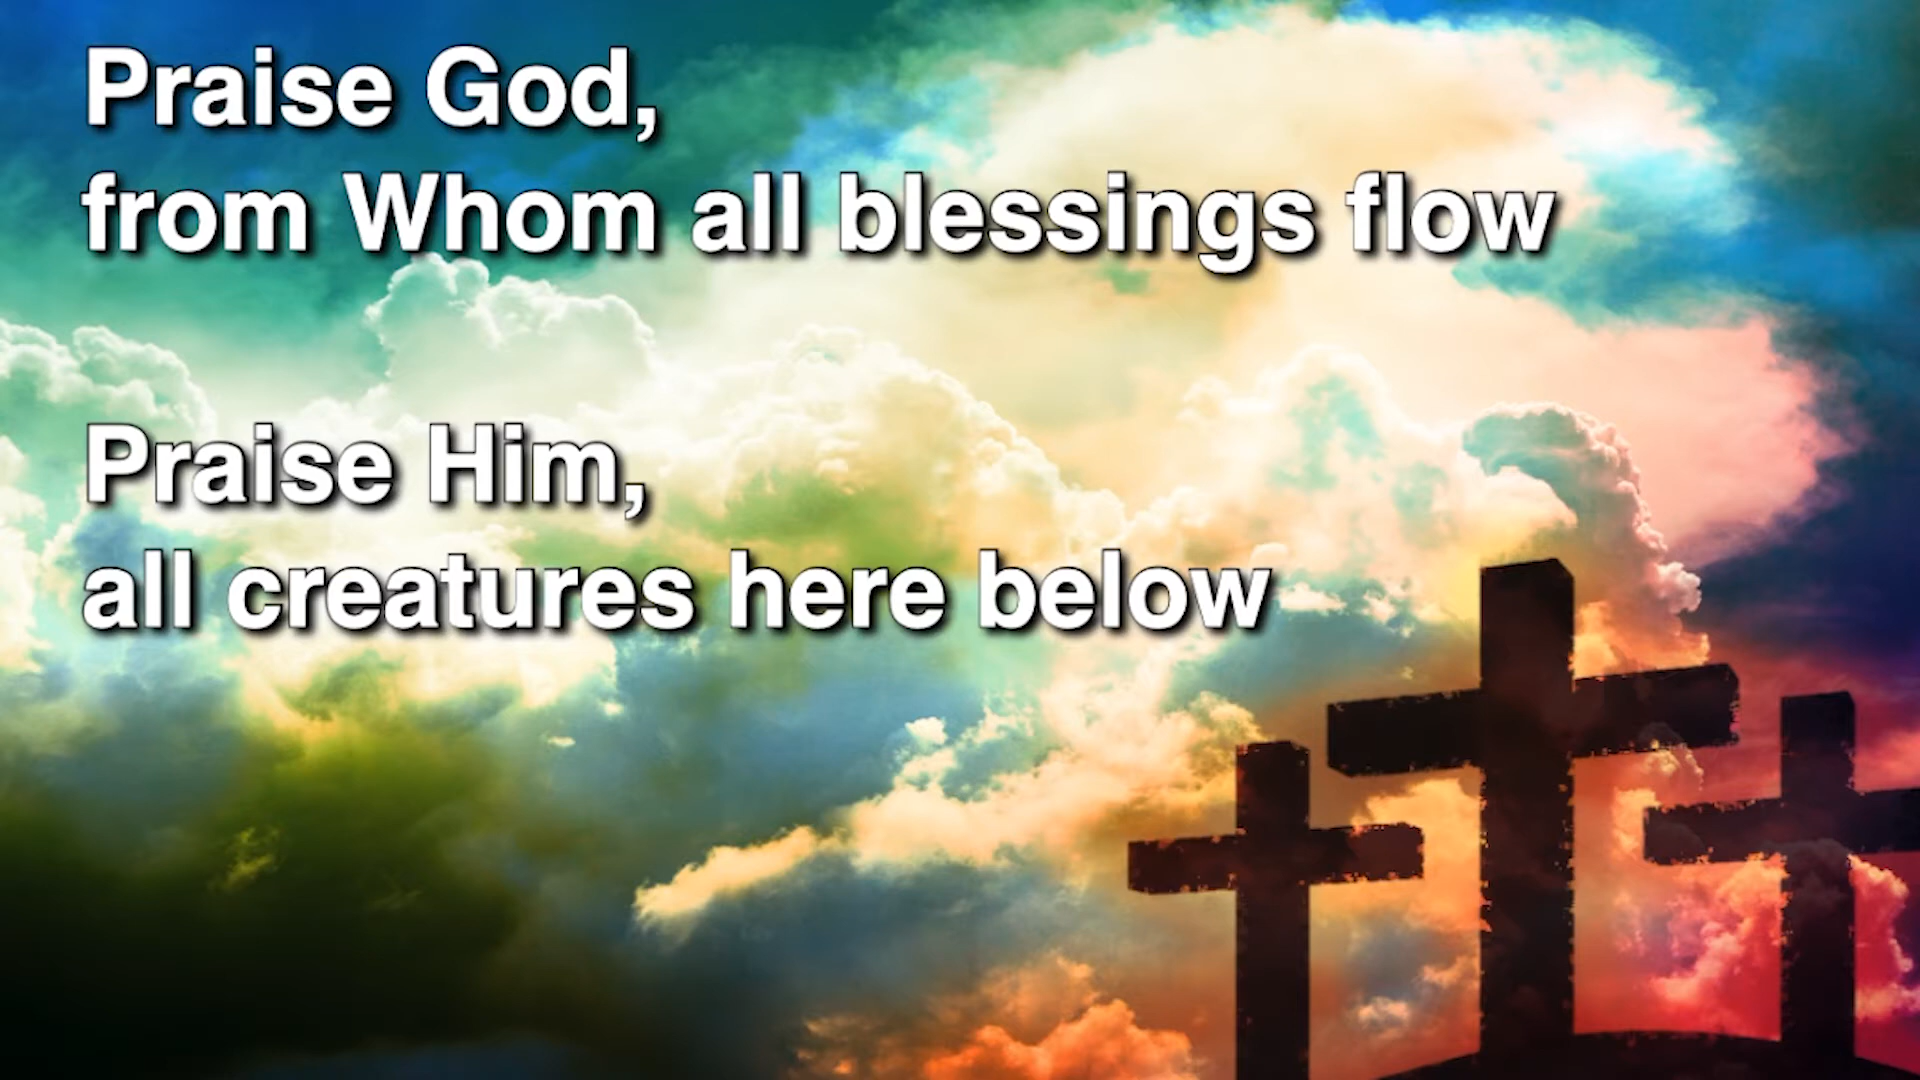 Praise God,
from Whom all blessings flow
Praise Him,
all creatures here below